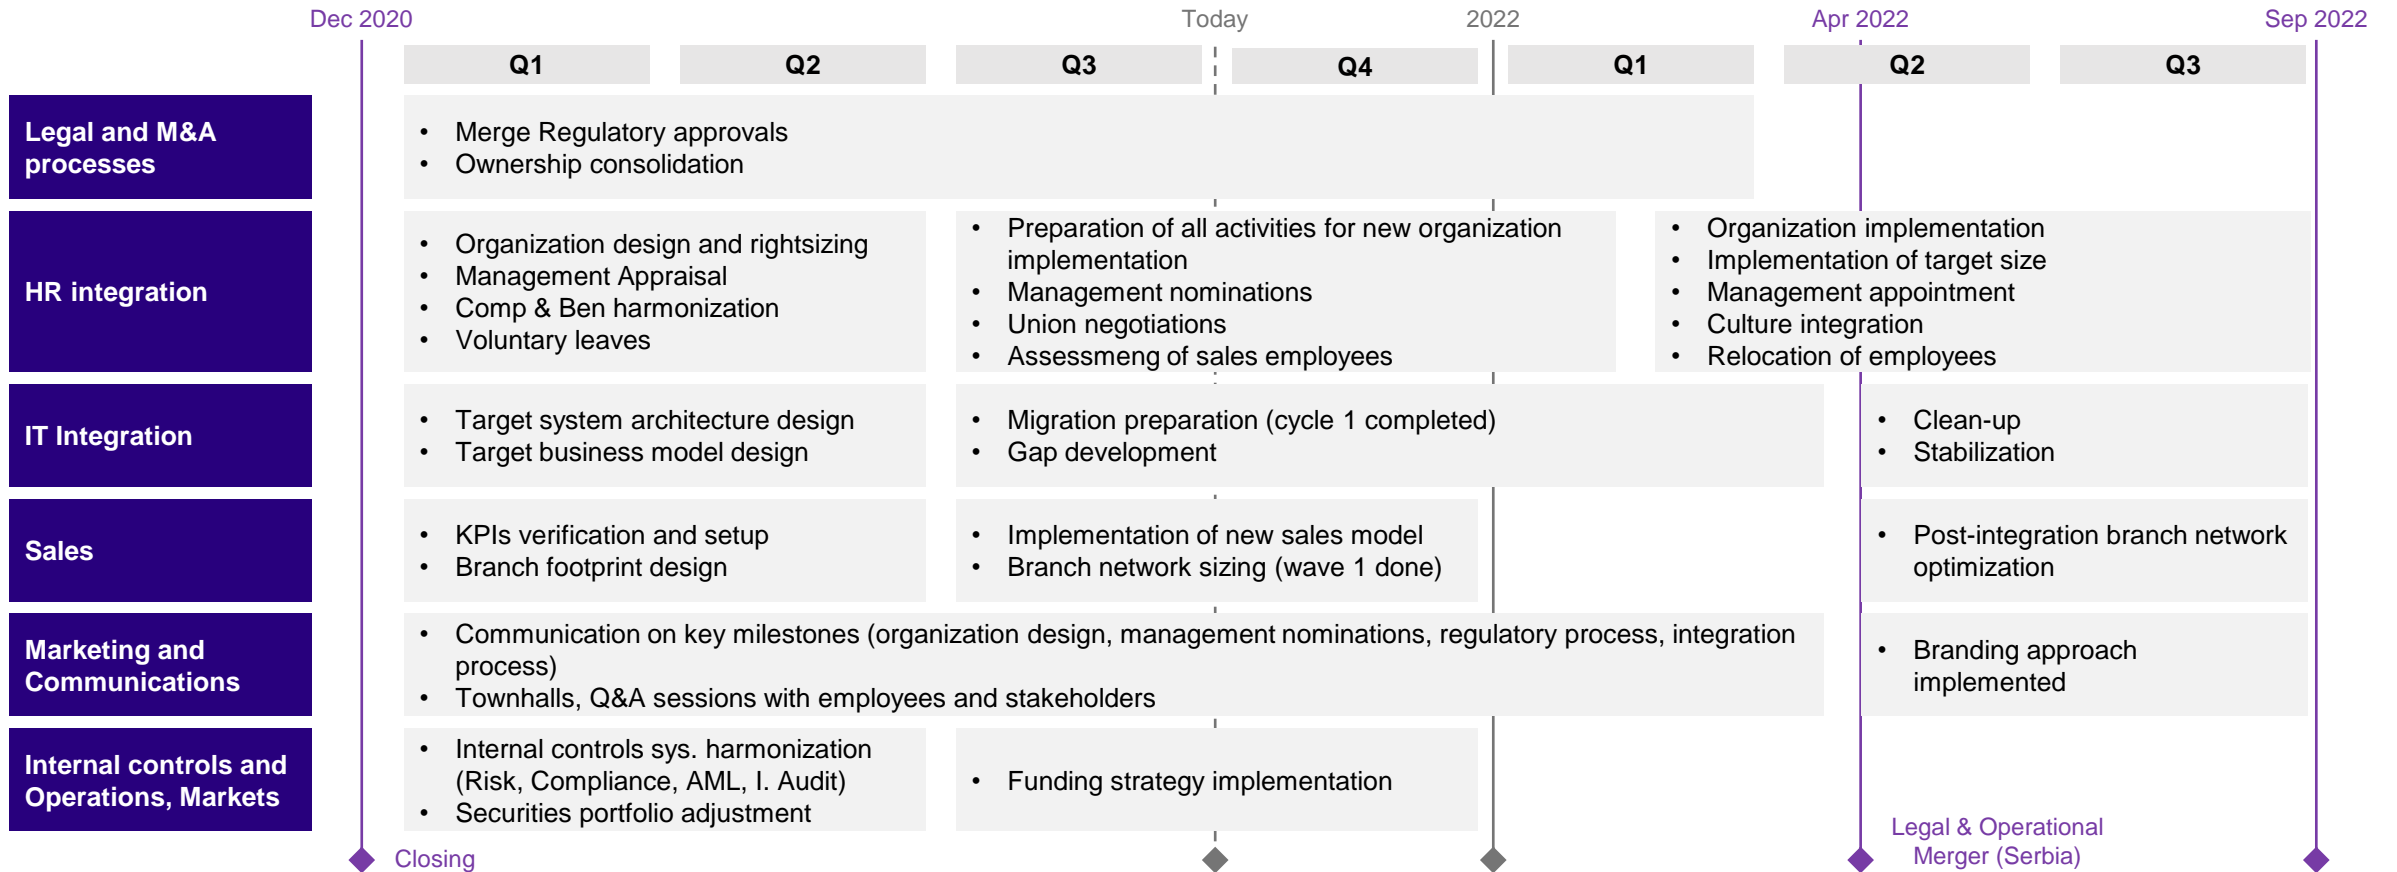 Dec 2020
Today
2022
Apr 2022
Sep 2022
Q1
Q2
Q3
Q4
Q1
Q2
Q3
Legal and M&A
processes
• Merge Regulatory approvals
• Ownership consolidation
HR integration
• Organization design and rightsizing
• Management Appraisal
• Comp & Ben harmonization
• Voluntary leaves
• Preparation of all activities for new organization
implementation
• Management nominations
• Union negotiations
• Assessmeng of sales employees
• Organization implementation
• Implementation of target size
• Management appointment
• Culture integration
• Relocation of employees
IT Integration
• Target system architecture design
• Target business model design
• Migration preparation (cycle 1 completed)
• Gap development
• Clean-up
• Stabilization
Sales
• KPIs verification and setup
• Branch footprint design
• Implementation of new sales model
• Branch network sizing (wave 1 done)
• Post-integration branch network
optimization
Marketing and
Communications
• Communication on key milestones (organization design, management nominations, regulatory process, integration
process)
• Townhalls, Q&A sessions with employees and stakeholders
• Branding approach
implemented
Internal controls and
Operations, Markets
• Internal controls sys. harmonization
(Risk, Compliance, AML, I. Audit)
• Securities portfolio adjustment
• Funding strategy implementation
Closing
Legal & Operational
Merger (Serbia)